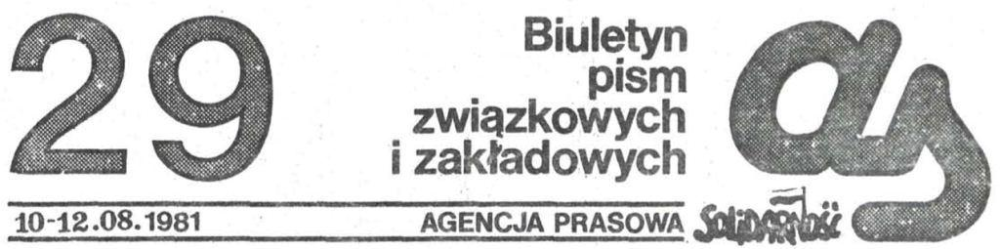 29
Biuletyn
pism
związkowych
i zakładowych
as
10-12.08.1981
AGENCJA PRASOWA
Solidarność